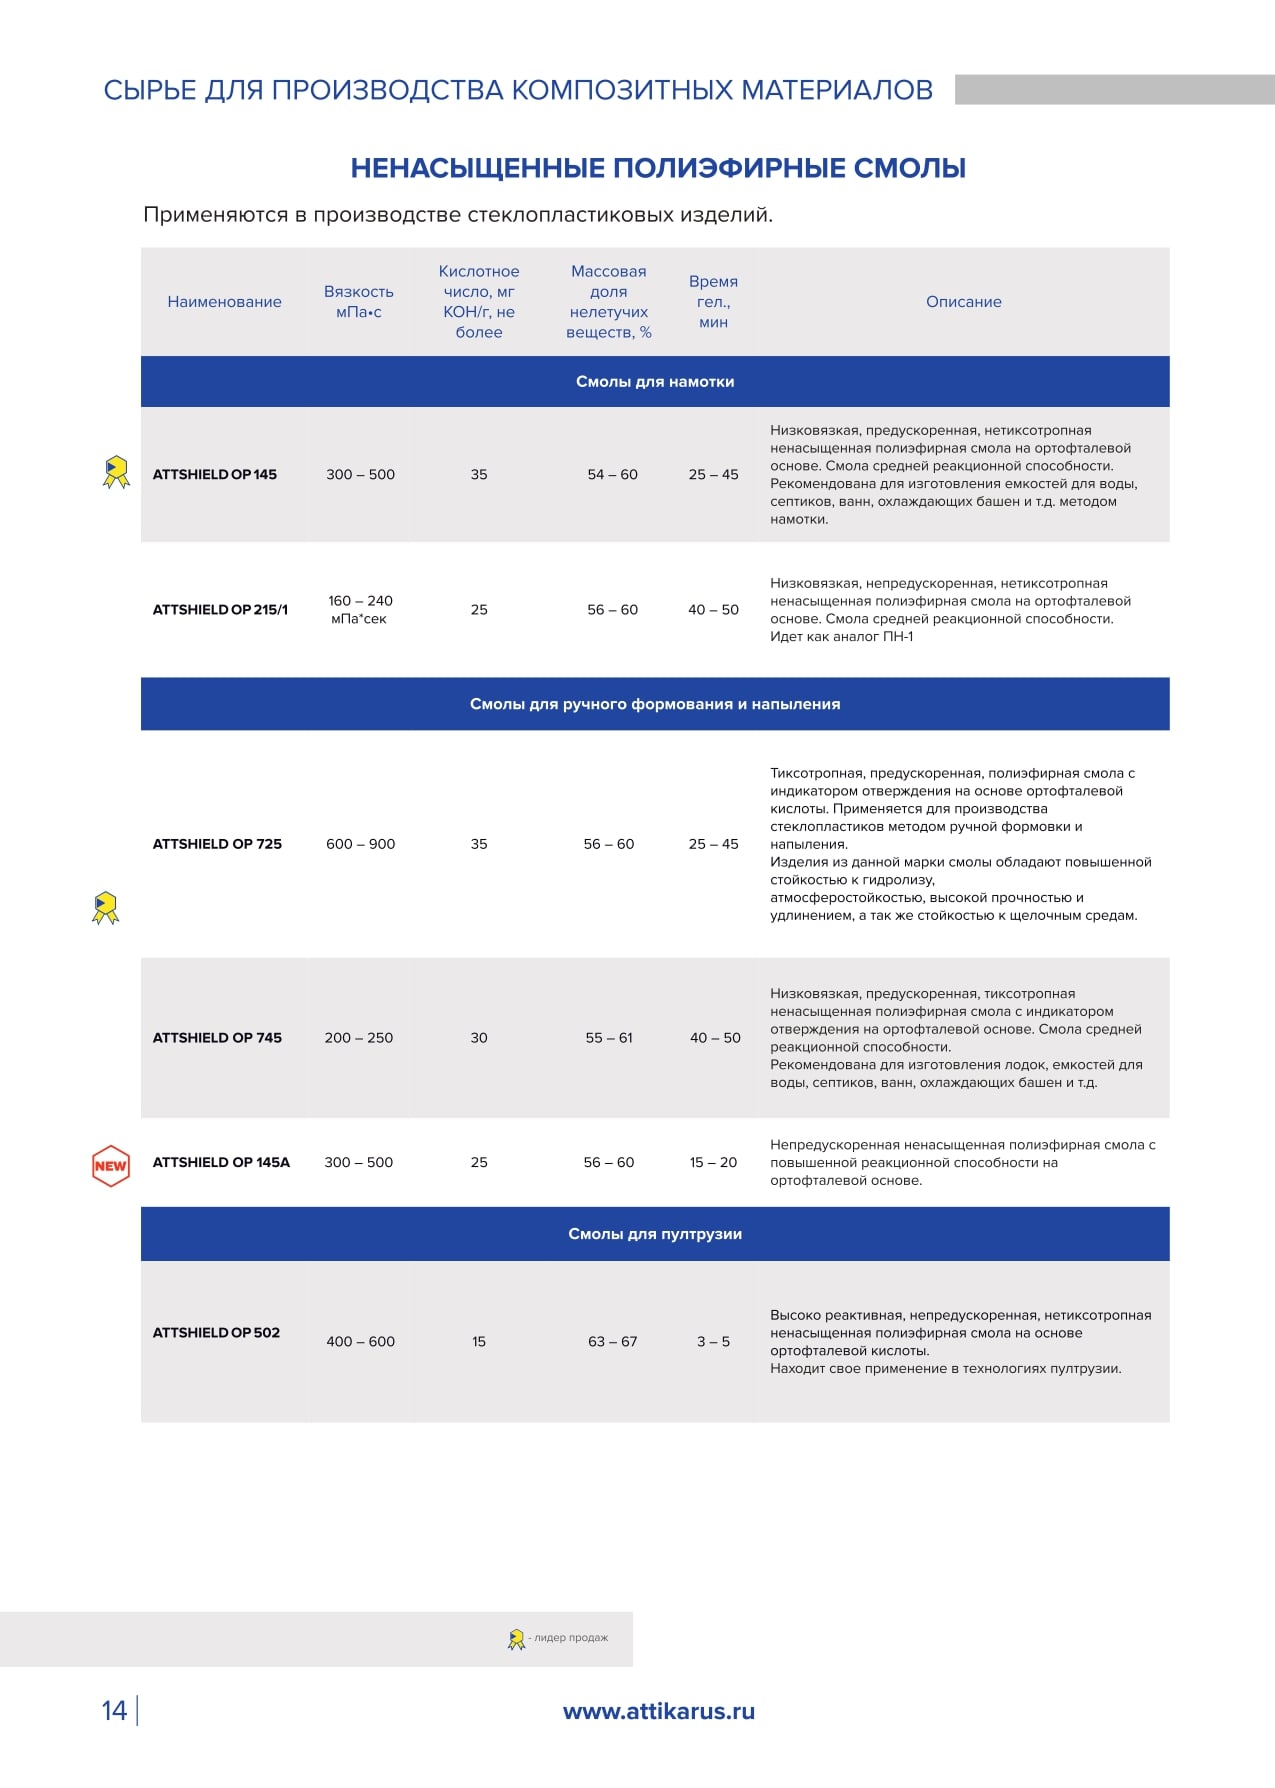 СЫРЬЕ ДЛЯ ПРОИЗВОДСТВА КОМПОЗИТНЫХ МАТЕРИАЛОВ
НЕНАСЫЩЕННЫЕ ПОЛИЭФИРНЫЕ СМОЛЫ
Применяются в производстве стеклопластиковых изделий.
Наименование
Вязкость
мПа•с
Кислотное
число, мг
КОН/г, не
более
Массовая
доля
нелетучих
веществ, %
Время
гел.,
мин
Описание
Смолы для намотки
ATTSHIELD OP 145
300 – 500
35
54 – 60
25 – 45
Низковязкая, предускоренная, нетиксотропная
ненасыщенная полиэфирная смола на ортофталевой
основе. Смола средней реакционной способности.
Рекомендована для изготовления емкостей для воды,
септиков, ванн, охлаждающих башен и т.д. методом
намотки.
ATTSHIELD OP 215/1
160 – 240
мПа*сек
25
56 – 60
40 – 50
Низковязкая, непредускоренная, нетиксотропная
ненасыщенная полиэфирная смола на ортофталевой
основе. Смола средней реакционной способности.
Идет как аналог ПН-1
Смолы для ручного формования и напыления
ATTSHIELD OP 725
600 – 900
35
56 – 60
25 – 45
Тиксотропная, предускоренная, полиэфирная смола с
индикатором отверждения на основе ортофталевой
кислоты. Применяется для производства
стеклопластиков методом ручной формовки и
напыления.
Изделия из данной марки смолы обладают повышенной
стойкостью к гидролизу,
атмосферостойкостью, высокой прочностью и
удлинением, а так же стойкостью к щелочным средам.
ATTSHIELD OP 745
200 – 250
30
55 – 61
40 – 50
Низковязкая, предускоренная, тиксотропная
ненасыщенная полиэфирная смола с индикатором
отверждения на ортофталевой основе. Смола средней
реакционной способности.
Рекомендована для изготовления лодок, емкостей для
воды, септиков, ванн, охлаждающих башен и т.д.
NEW
ATTSHIELD OP 145A
300 – 500
25
56 – 60
15 – 20
Непредускоренная ненасыщенная полиэфирная смола с
повышенной реакционной способности на
ортофталевой основе.
Смолы для пултрузии
ATTSHIELD OP 502
400 – 600
15
63 – 67
3 – 5
Высоко реактивная, непредускоренная, нетиксотропная
ненасыщенная полиэфирная смола на основе
ортофталевой кислоты.
Находит свое применение в технологиях пултрузии.
- лидер продаж
14
www.attikarus.ru